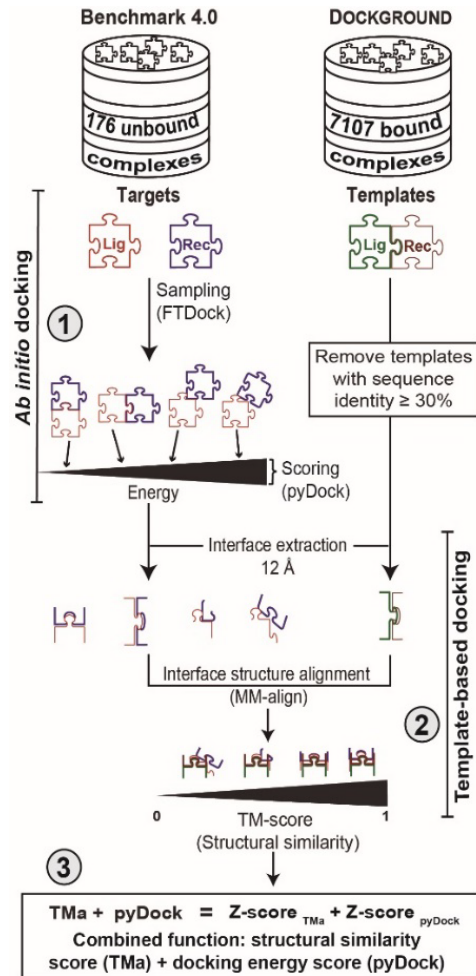 Benchmark 4.0
DOCKGROUND
176 unbound
complexes
7107 bound
complexes
Targets
Templates
Lig
Rec
Lig
Rec
Ab initio docking
1
Sampling
(FTDock)
Remove templates
with sequence
identity ≥ 30%
Scoring
(pyDock)
Energy
Interface extraction
12 Å
Interface structure alignment
(MM-align)
2
Template-based docking
0
1
TM-score
(Structural similarity)
3
TMa + pyDock = Z-score TMa + Z-score pyDock
Combined function: structural similarity
score (TMa) + docking energy score (pyDock)